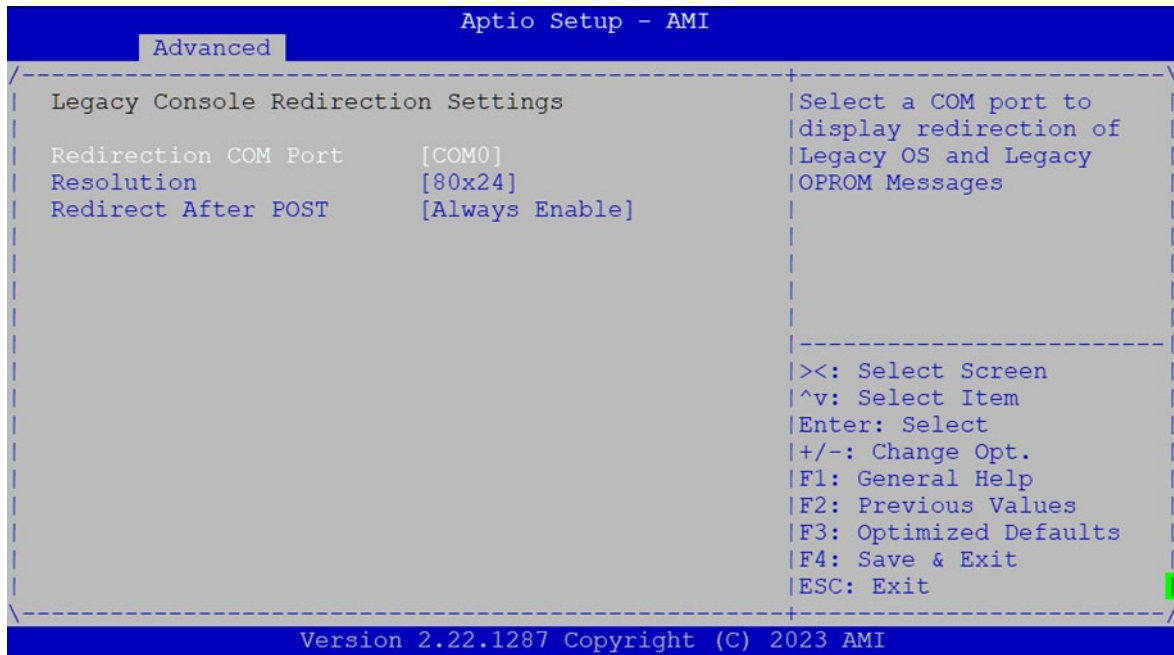 Aptio Setup - AMI
Advanced
Legacy Console Redirection Settings
Redirection COM Port [COM0]
Resolution [80x24]
Redirect After POST [Always Enable]
Select a COM port to
display redirection of
Legacy OS and Legacy
OPROM Messages
><: Select Screen
^v: Select Item
Enter: Select
+/-: Change Opt.
F1: General Help
F2: Previous Values
F3: Optimized Defaults
F4: Save & Exit
ESC: Exit
Version 2.22.1287 Copyright (C) 2023 AMI